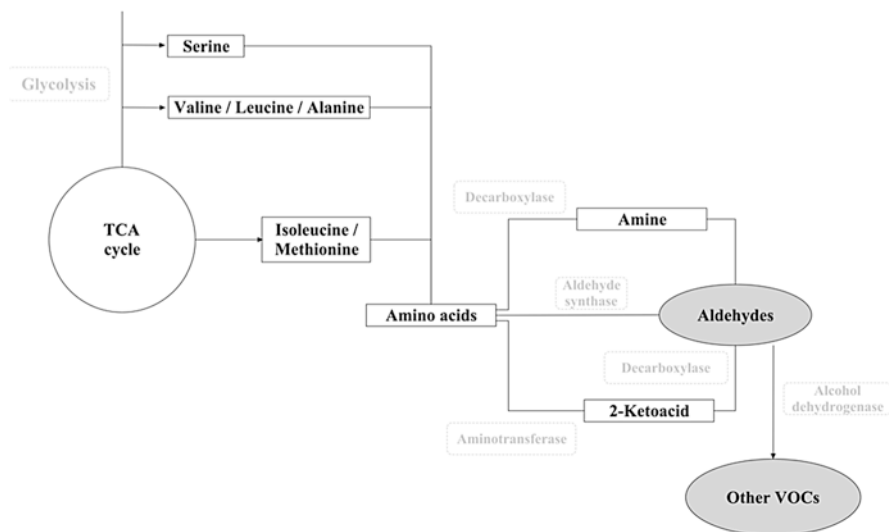 Serine
Glycolysis
Valine / Leucine / Alanine
TCA
cycle
Isoleucine /
Methionine
Decarboxylase
Amine
Aldehyde
synthase
Amino acids
Aldehydes
Decarboxylase
Alcohol
dehydrogenase
2-Ketoacid
Aminotransferase
Other VOCs